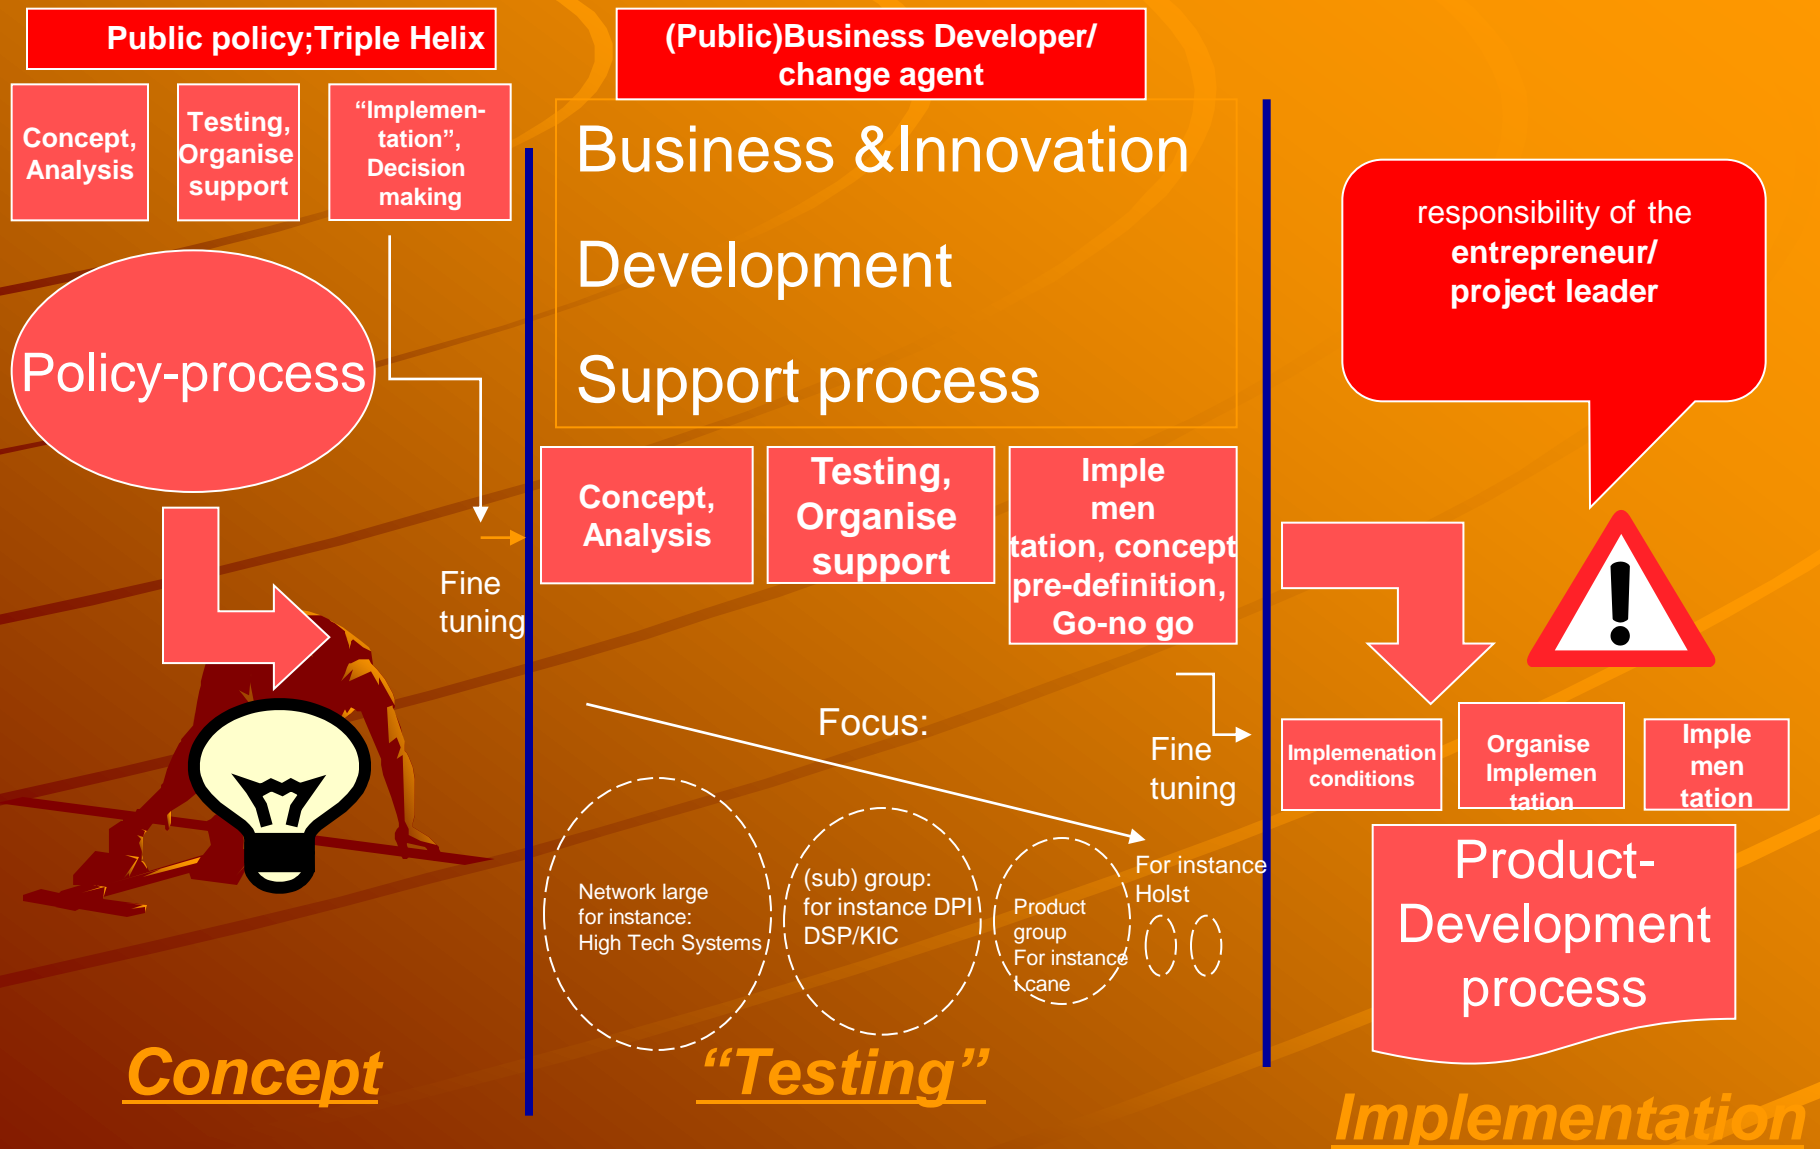 Public policy;Triple Helix
Concept,
Analysis
Testing,
Organise
support
“Implemen-
tation”,
Decision
making
Policy-process
Fine
tuning
Concept
(Public)Business Developer/
change agent
Business &Innovation
Development
Support process
Concept,
Analysis
Testing,
Organise
support
Imple
men
tation, concept
pre-definition,
Go-no go
Focus:
Fine
tuning
Network large
for instance:
High Tech Systems
(sub) group:
for instance DPI
DSP/KIC
Product
group
For instance
I-cane
For instance
Holst
“Testing”
responsibility of the
entrepreneur/
project leader
Implemenation
conditions
Organise
Implemen
tation
Imple
men
tation
Product-
Development
process
Implementation